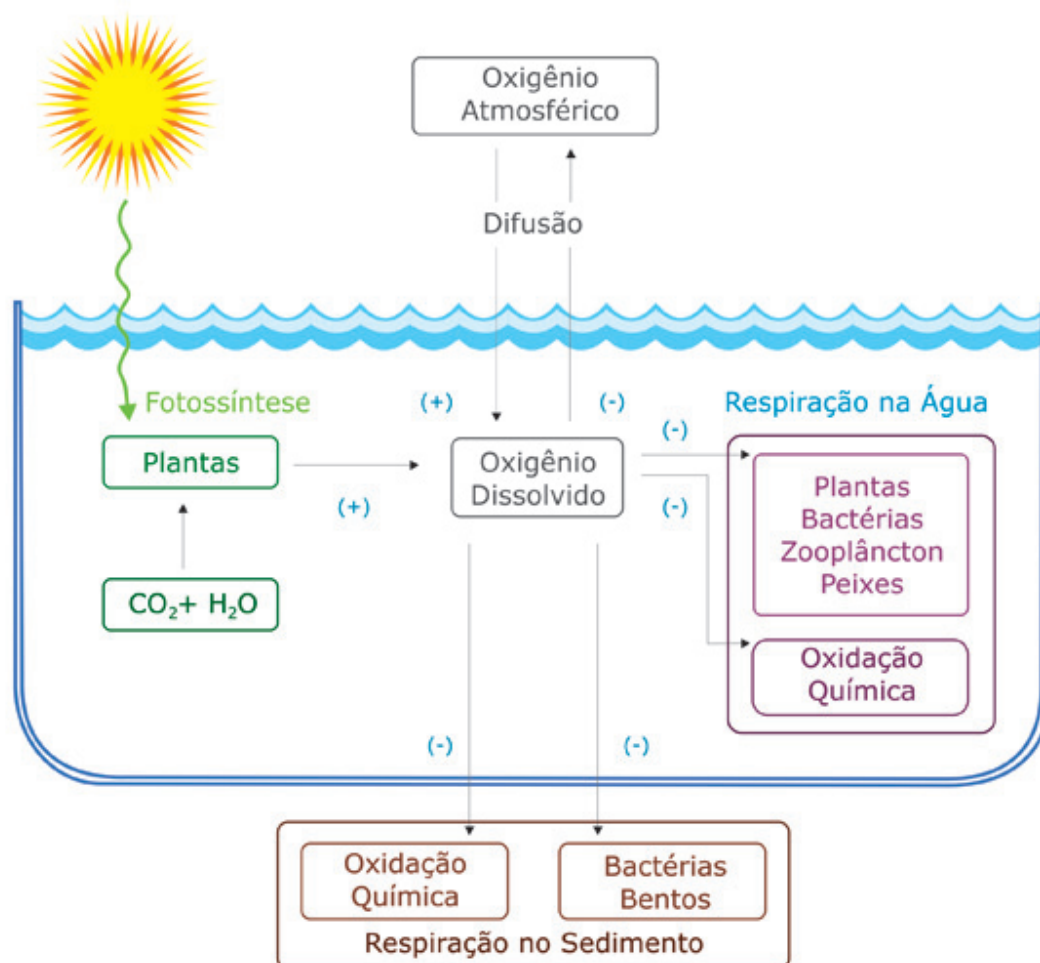 Oxigênio
Atmosférico
Difusão
Fotossíntese
(+)
(-)
Respiração na Água
(-)
Plantas
(+)
Oxigênio
Dissolvido
(-)
Plantas
Bactérias
Zooplâncton
Peixes
CO₂+ H₂O
Oxidação
Química
(-)
(-)
Oxidação
Química
Bactérias
Bentos
Respiração no Sedimento